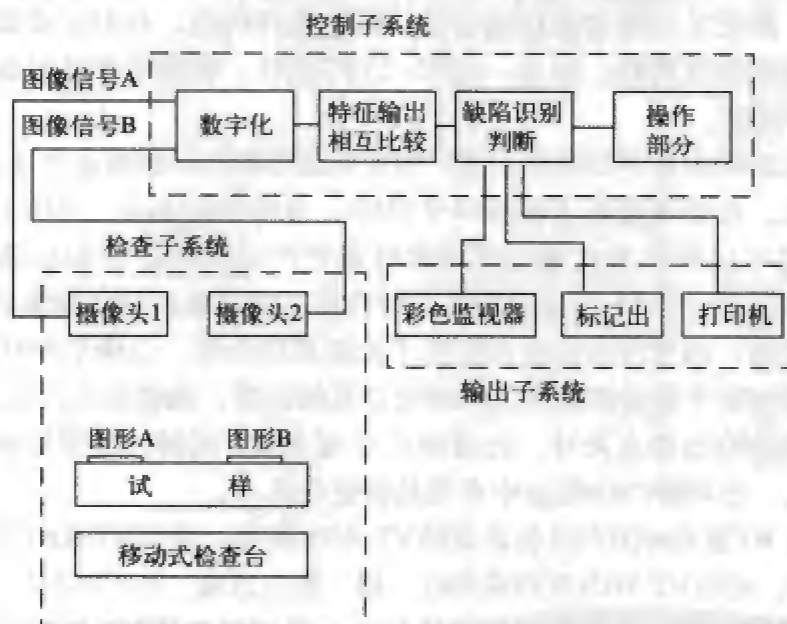 控制子系统
图像信号A
图像信号B
数字化
特征输出
相互比较
缺陷识别
判断
操作
部分
检查子系统
摄像头1
摄像头2
彩色监视器
标记出
打印机
输出子系统
图形A
图形B
试 样
移动式检查台